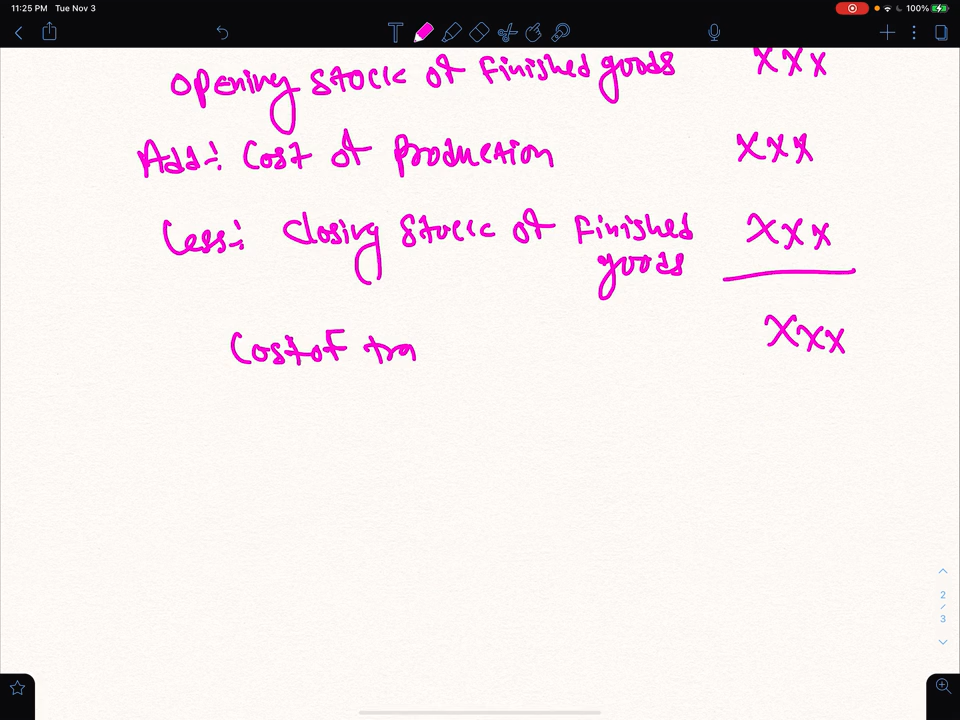 11:25 PM Tue Nov 3
100%
Opening Stock of Finished goods XXX
Add:- Cost of Production XXX
Less:- Closing Stock of Finished goods XXX
XXX
Cost of tra
2
/
3